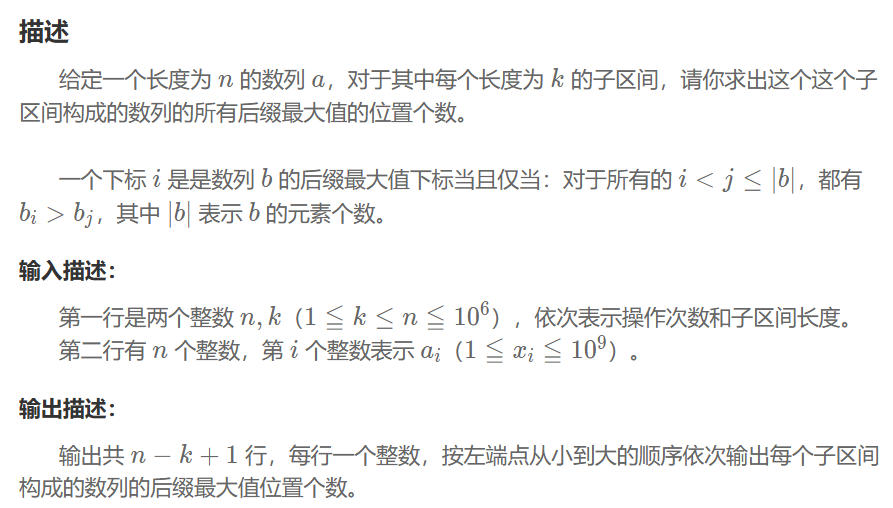 描述
给定一个长度为 n 的数列 a，对于其中每个长度为 k 的子区间，请你求出这个这个子
区间构成的数列的所有后缀最大值的位置个数。
一个下标 i 是是数列 b 的后缀最大值下标当且仅当：对于所有的 i < j ≤ |b|，都有
b_i > b_j，其中 |b| 表示 b 的元素个数。
输入描述：
第一行是两个整数 n, k（1 ≦ k ≤ n ≦ 10^6），依次表示操作次数和子区间长度。
第二行有 n 个整数，第 i 个整数表示 a_i（1 ≦ x_i ≦ 10^9）。
输出描述：
输出共 n − k + 1 行，每行一个整数，按左端点从小到大的顺序依次输出每个子区间
构成的数列的后缀最大值位置个数。